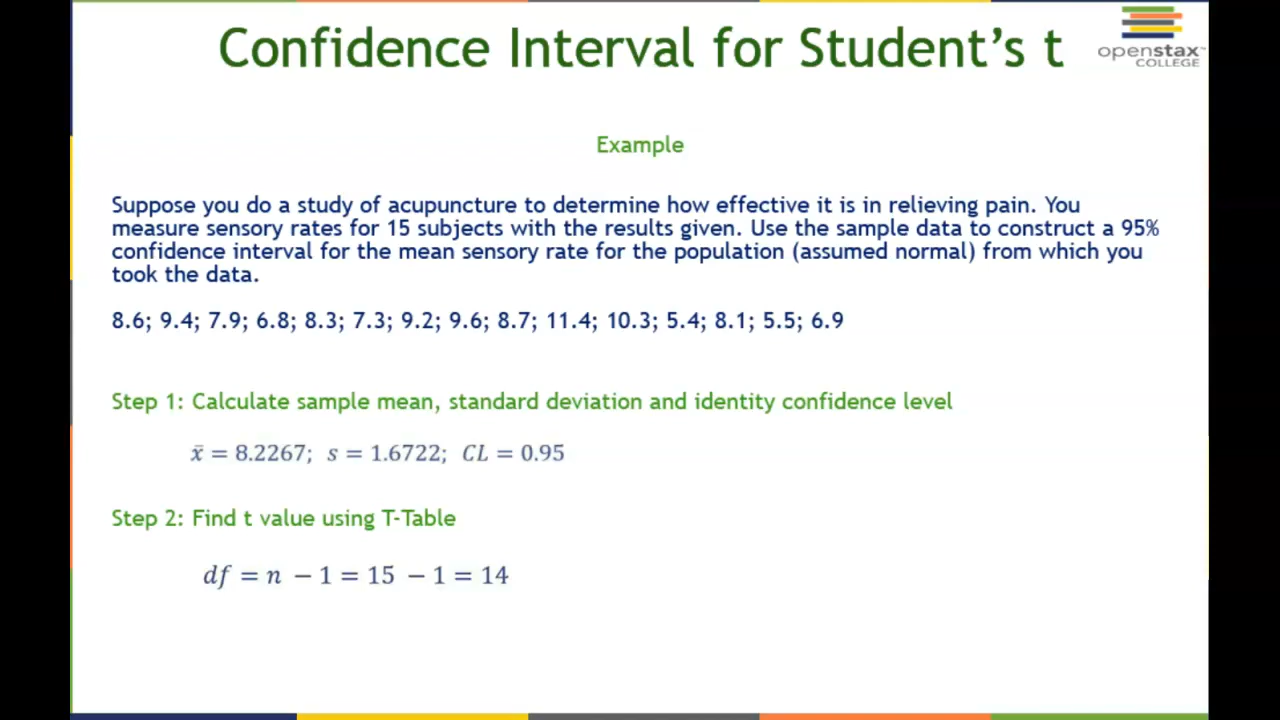 Confidence Interval for Student’s t
openstax™
COLLEGE
Example
Suppose you do a study of acupuncture to determine how effective it is in relieving pain. You
measure sensory rates for 15 subjects with the results given. Use the sample data to construct a 95%
confidence interval for the mean sensory rate for the population (assumed normal) from which you
took the data.
8.6; 9.4; 7.9; 6.8; 8.3; 7.3; 9.2; 9.6; 8.7; 11.4; 10.3; 5.4; 8.1; 5.5; 6.9
Step 1: Calculate sample mean, standard deviation and identity confidence level
x̄ = 8.2267; s = 1.6722; CL = 0.95
Step 2: Find t value using T-Table
df = n − 1 = 15 − 1 = 14